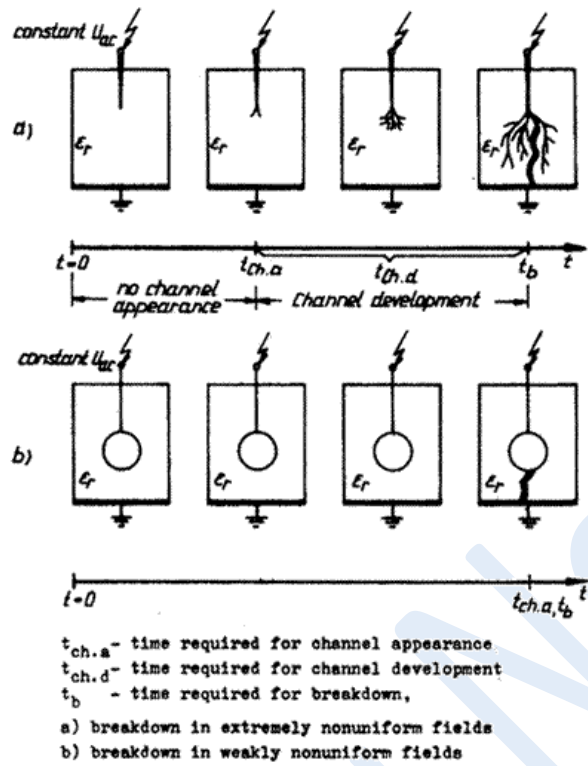 constant U_ac
a)
ε_r ε_r ε_r ε_r
t=0 t_ch.a t_ch.d t_b t
no channel appearance
Channel development
constant U_ac
b)
ε_r ε_r ε_r ε_r
t=0 t_ch.a, t_b t
t_ch.a - time required for channel appearance
t_ch.d - time required for channel development
t_b - time required for breakdown,
a) breakdown in extremely nonuniform fields
b) breakdown in weakly nonuniform fields